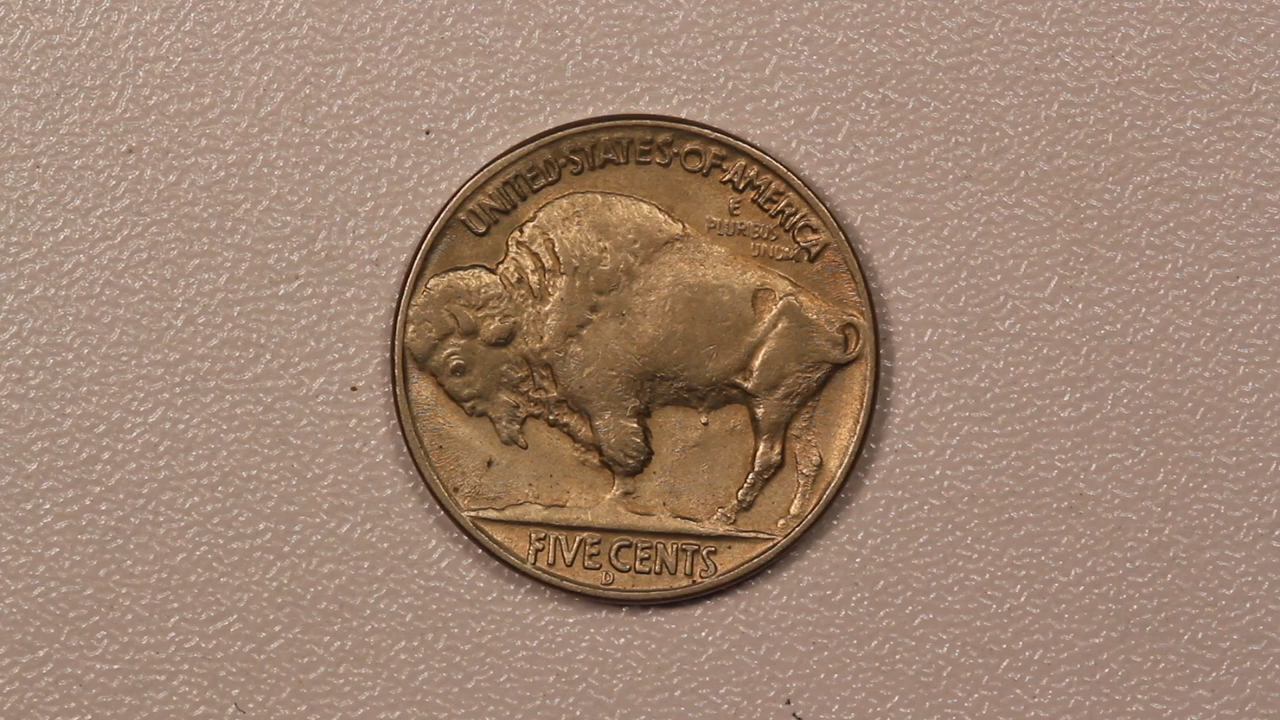 UNITED·STATES·OF·AMERICA
E
PLURIBUS
UNUM
FIVE CENTS
D